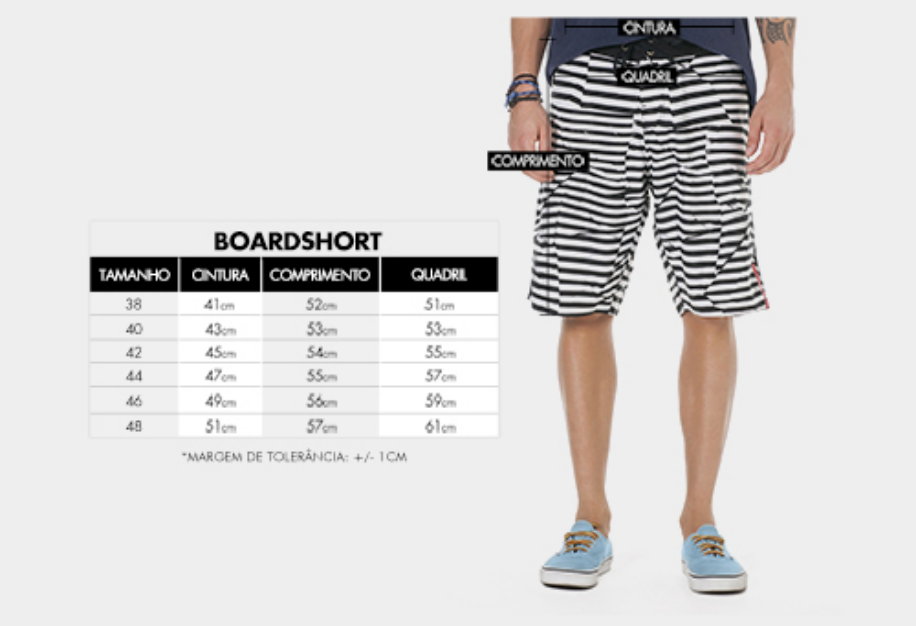 CINTURA
QUADRIL
COMPRIMENTO
BOARDSHORT
TAMANHO CINTURA COMPRIMENTO QUADRIL
38 41cm 52cm 51cm
40 43cm 53cm 53cm
42 45cm 54cm 55cm
44 47cm 55cm 57cm
46 49cm 56cm 59cm
48 51cm 57cm 61cm
*MARGEM DE TOLERÂNCIA: +/- 1CM